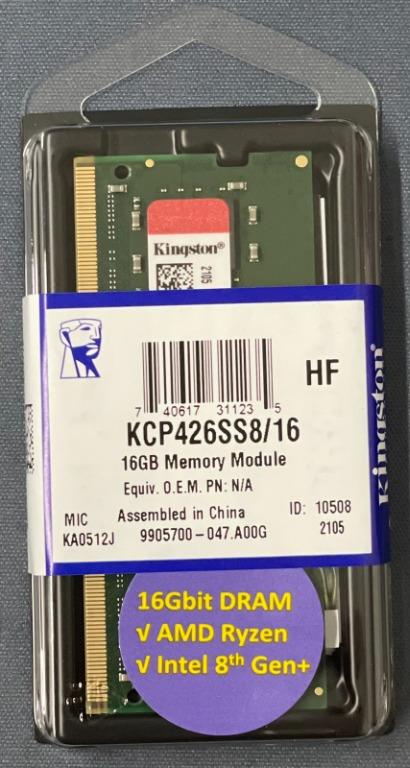 Kingston®
2105
HF
7 40617 31123 5
KCP426SS8/16
16GB Memory Module
Equiv. O.E.M. PN: N/A
MIC Assembled in China ID: 10508
KA0512J 9905700-047.A00G 2105
Kingston
16Gbit DRAM
√ AMD Ryzen
√ Intel 8th Gen+